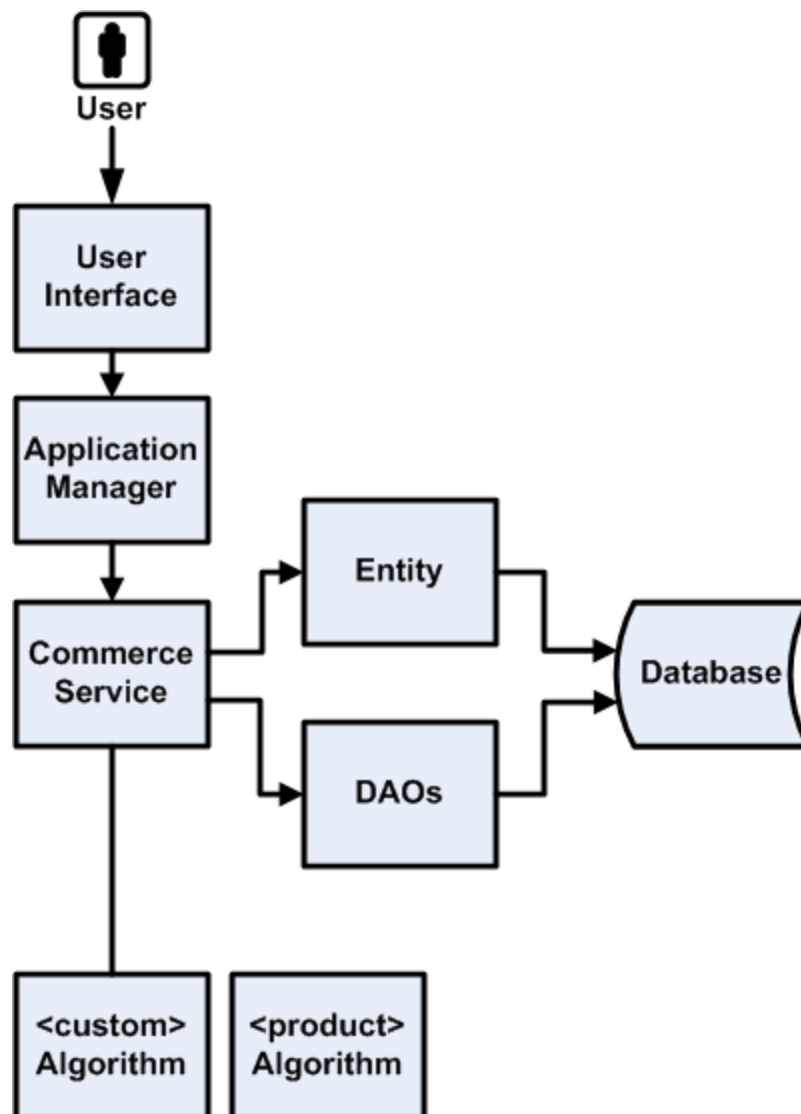 User
User
Interface
Application
Manager
Entity
Commerce
Service
Database
DAOs
<custom>
Algorithm
<product>
Algorithm